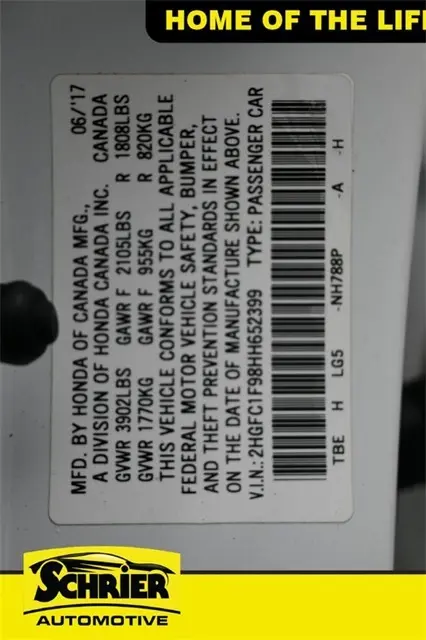 HOME OF THE LIF
MFD. BY HONDA OF CANADA MFG., 06/'17
A DIVISION OF HONDA CANADA INC. CANADA
GVWR 3902LBS GAWR F 2105LBS R 1808LBS
GVWR 1770KG GAWR F 955KG R 820KG
THIS VEHICLE CONFORMS TO ALL APPLICABLE
FEDERAL MOTOR VEHICLE SAFETY, BUMPER,
AND THEFT PREVENTION STANDARDS IN EFFECT
ON THE DATE OF MANUFACTURE SHOWN ABOVE.
V.I.N.: 2HGFC1F98HH652399 TYPE: PASSENGER CAR
TBE H LG5 -NH788P -A -H
SCHRIER
AUTOMOTIVE